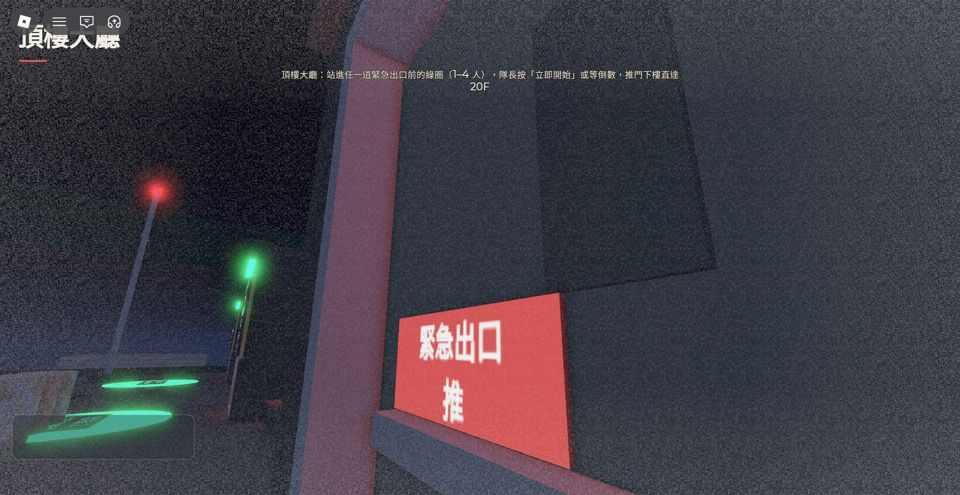 頂樓大廳
頂樓大廳：站進任一道緊急出口前的綠圈（1–4 人），隊長按「立即開始」或等倒數，推門下樓直達
20F
緊急出口
推